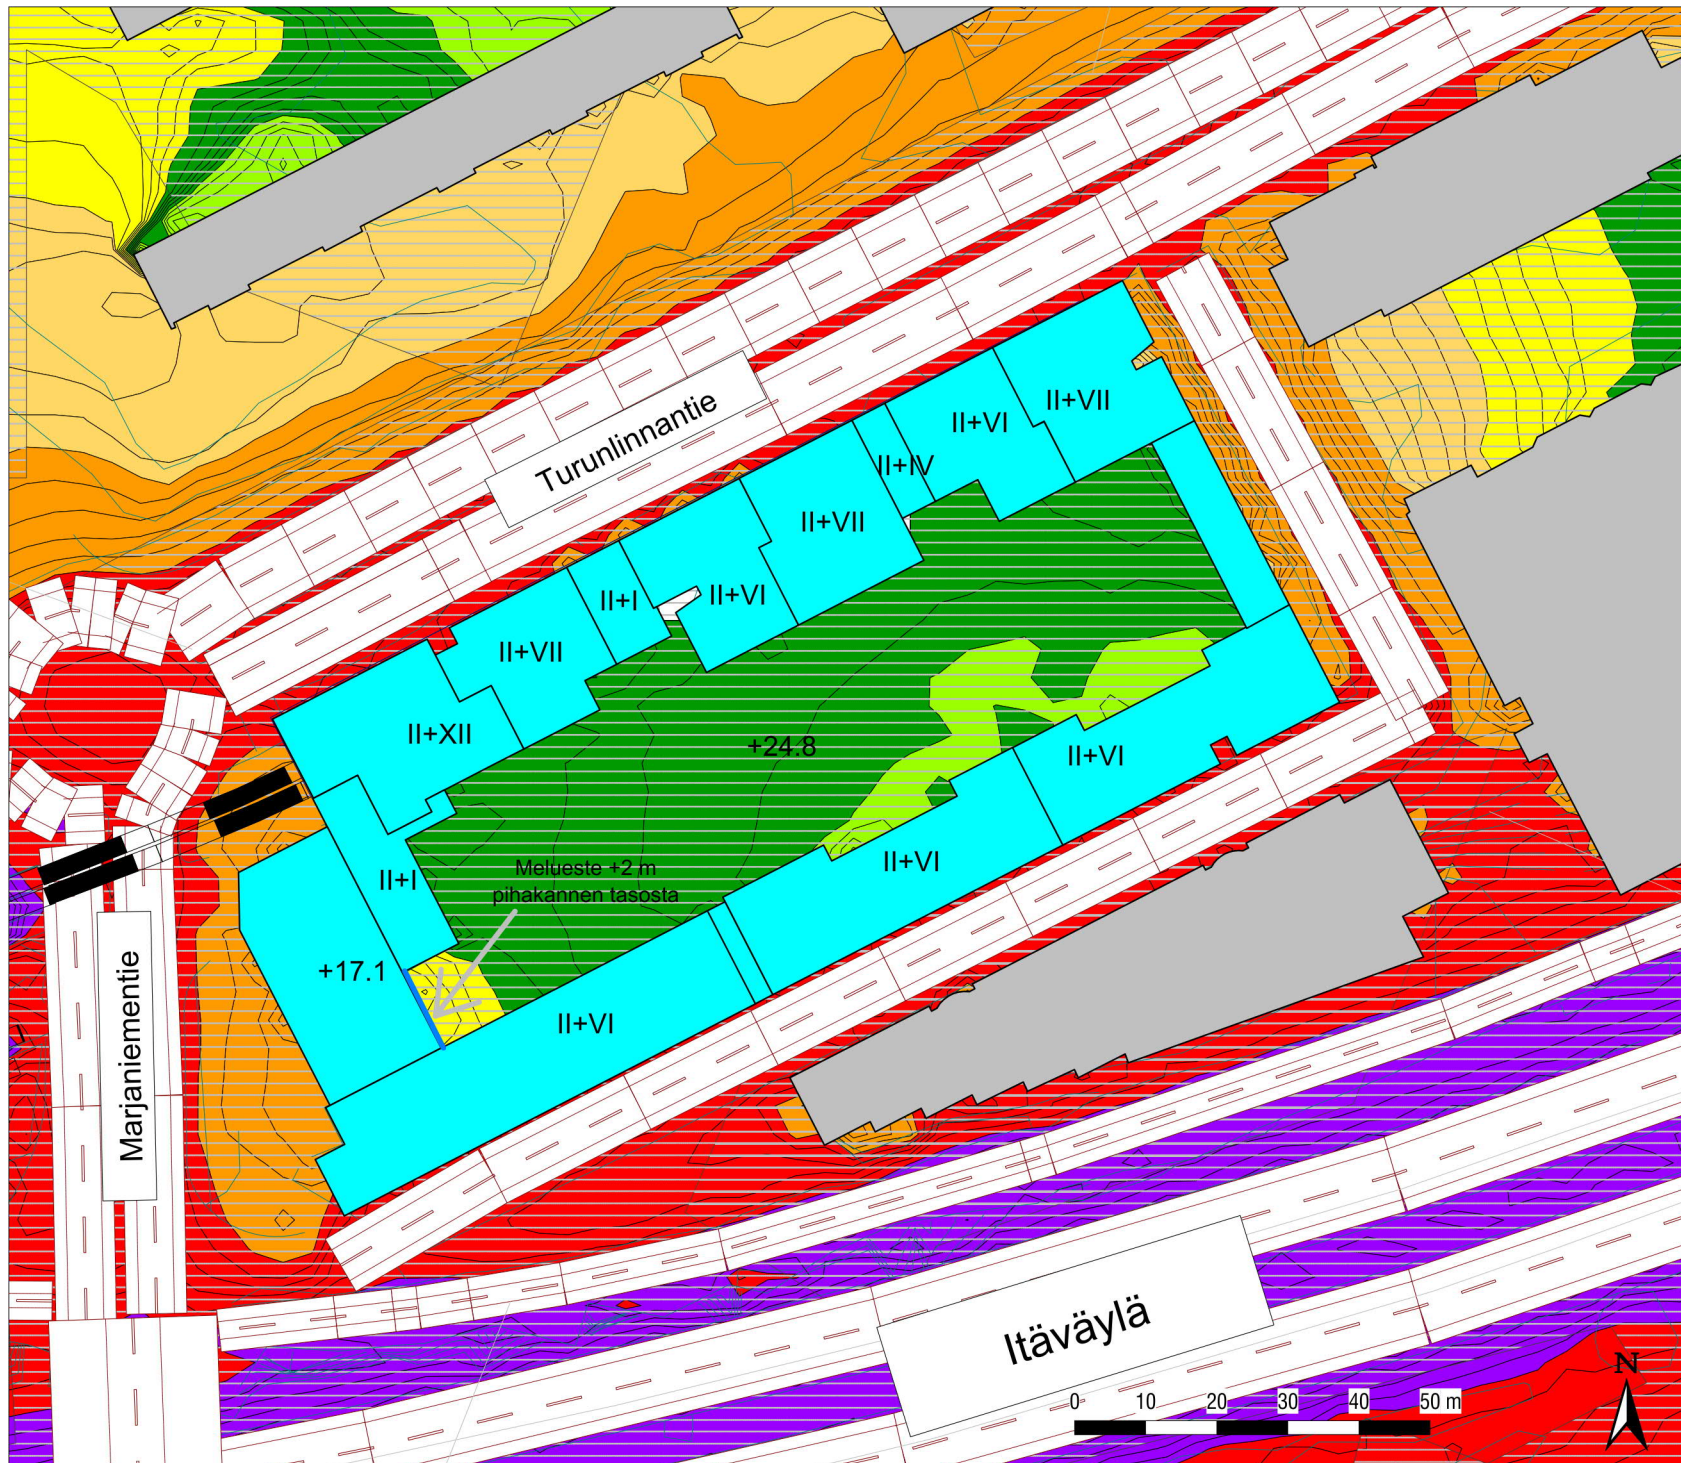 Turunlinnantie
II+VII
II+VI
II+IV
II+VII
II+I
II+VI
II+VII
II+XII
+24.8
II+VI
II+VI
II+I
Melueste +2 m
pihakannen tasosta
+17.1
II+VI
Marjaniementie
Itäväylä
0 10 20 30 40 50 m
N